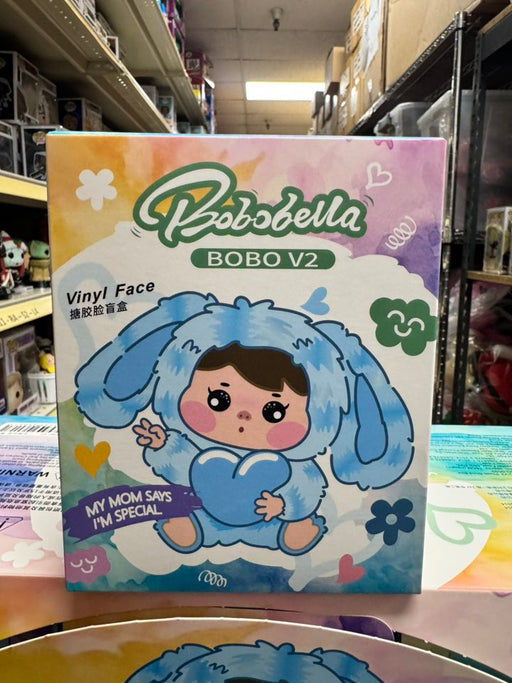 Bobobella
BOBO V2
Vinyl Face
搪胶脸盲盒
MY MOM SAYS
I'M SPECIAL